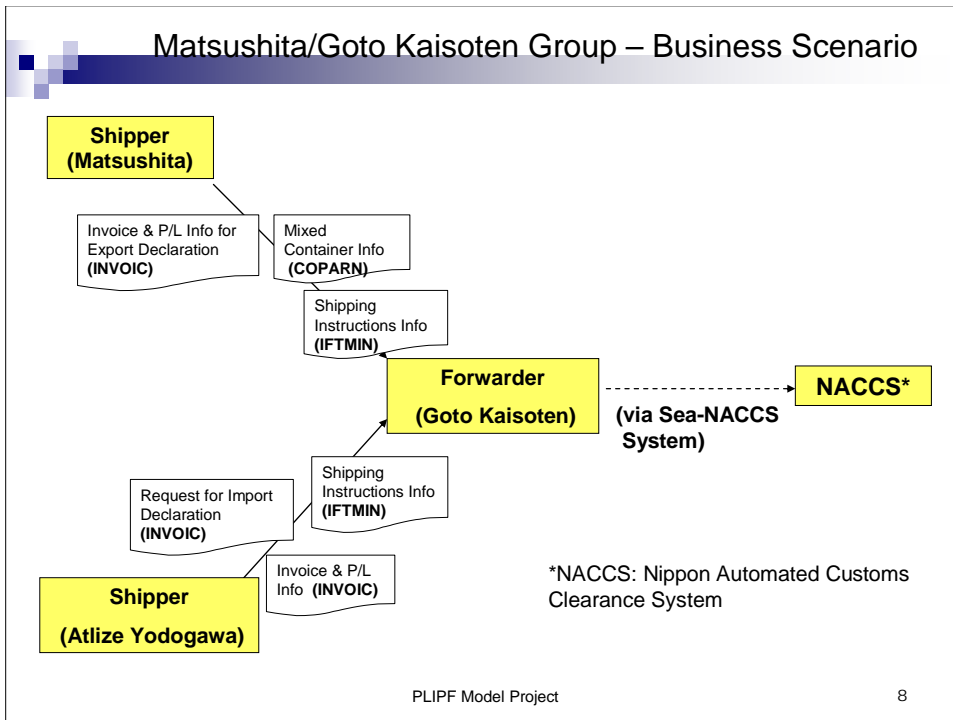 Matsushita/Goto Kaisoten Group – Business Scenario
Shipper
(Matsushita)
Invoice & P/L Info for
Export Declaration
(INVOIC)
Mixed
Container Info
(COPARN)
Shipping
Instructions Info
(IFTMIN)
Forwarder
(Goto Kaisoten)
(via Sea-NACCS
System)
NACCS*
Shipping
Instructions Info
(IFTMIN)
Request for Import
Declaration
(INVOIC)
Invoice & P/L
Info (INVOIC)
Shipper
(Atlize Yodogawa)
*NACCS: Nippon Automated Customs
Clearance System
PLIPF Model Project
8